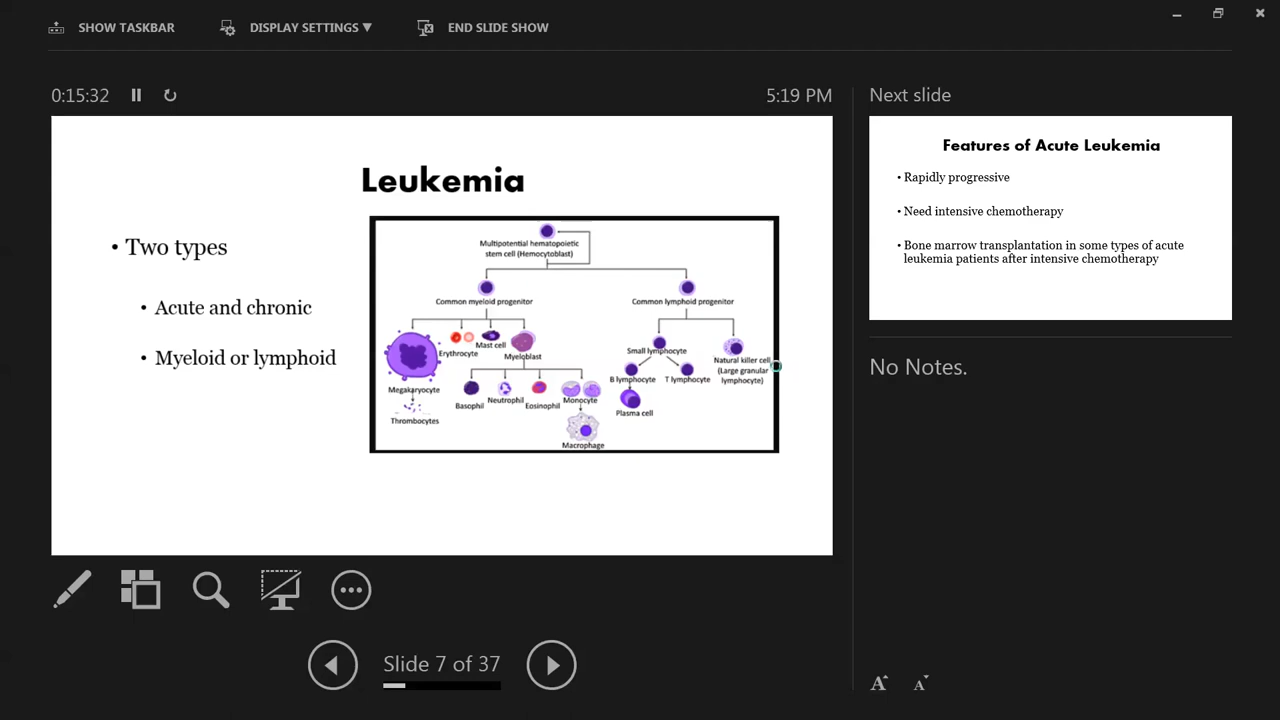 SHOW TASKBAR
DISPLAY SETTINGS ▼
END SLIDE SHOW
0:15:32
5:19 PM
Next slide
Leukemia
• Two types
• Acute and chronic
• Myeloid or lymphoid
Multipotential hematopoietic
stem cell (Hemocytoblast)
Common myeloid progenitor
Common lymphoid progenitor
Erythrocyte
Mast cell
Myeloblast
Small lymphocyte
Natural killer cell
(Large granular
lymphocyte)
Megakaryocyte
Thrombocytes
Basophil
Neutrophil
Eosinophil
Monocyte
Macrophage
B lymphocyte
T lymphocyte
Plasma cell
Features of Acute Leukemia
• Rapidly progressive
• Need intensive chemotherapy
• Bone marrow transplantation in some types of acute
leukemia patients after intensive chemotherapy
No Notes.
Slide 7 of 37
A
A